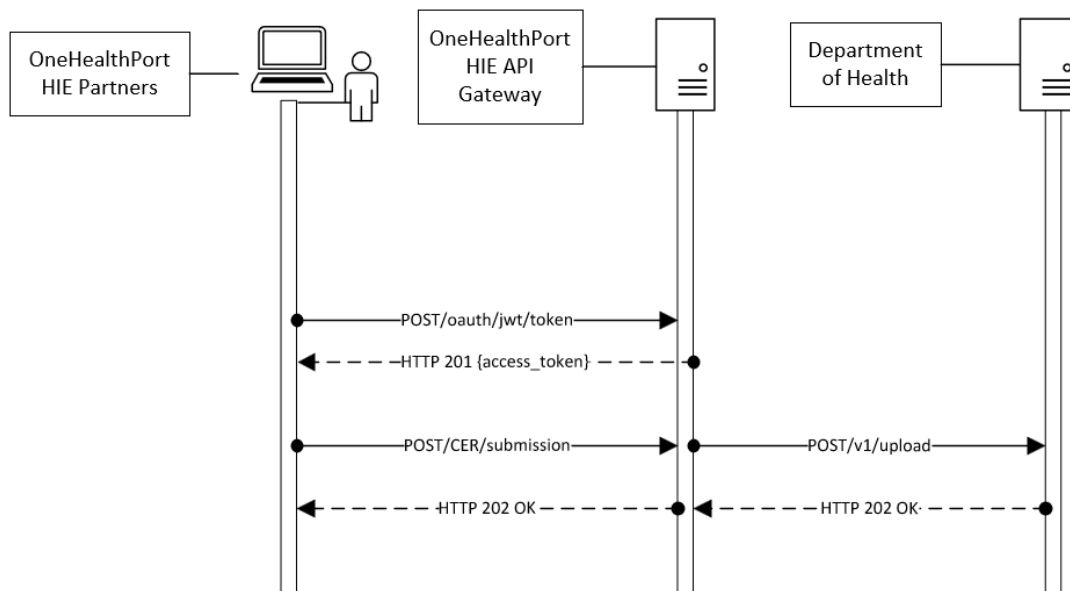 OneHealthPort
HIE Partners
OneHealthPort
HIE API
Gateway
Department
of Health
POST/oauth/jwt/token
HTTP 201 {access_token}
POST/CER/submission
POST/v1/upload
HTTP 202 OK
HTTP 202 OK